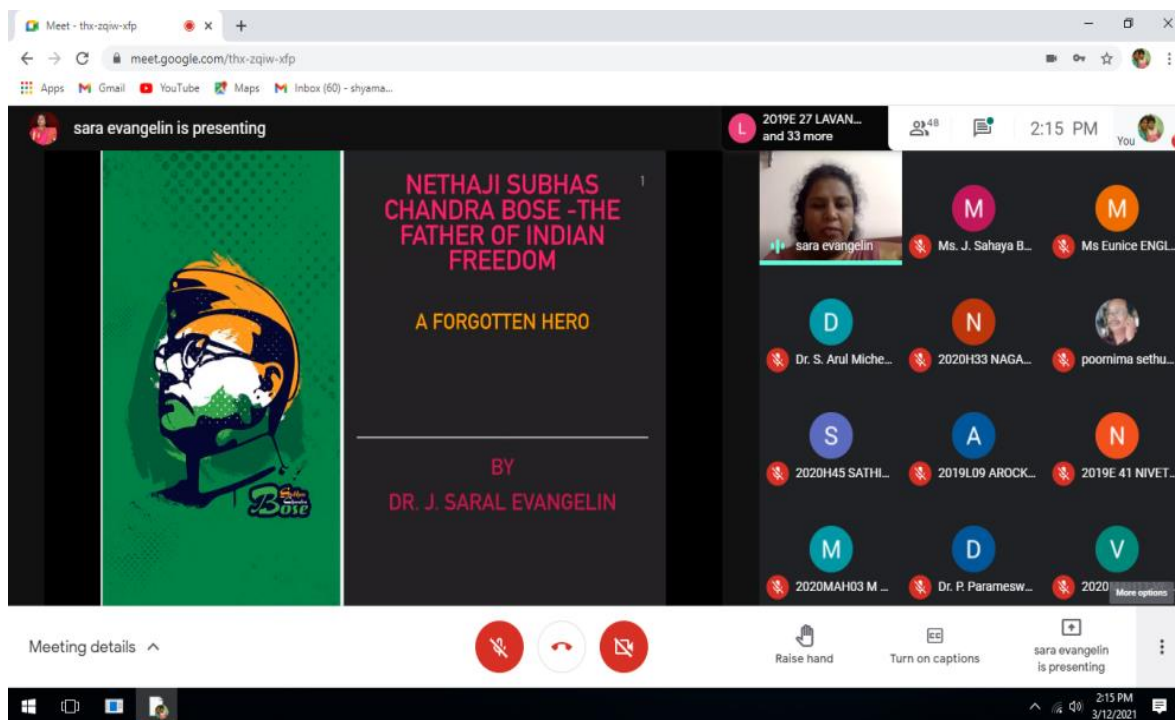 Meet - thx-zqiw-xfp
meet.google.com/thx-zqiw-xfp
Apps Gmail YouTube Maps Inbox (60) - shyama...
sara evangelin is presenting
L
2019E 27 LAVAN...
and 33 more
48
2:15 PM
You
NETHAJI SUBHAS
CHANDRA BOSE -THE
FATHER OF INDIAN
FREEDOM
1
A FORGOTTEN HERO
BY
DR. J. SARAL EVANGELIN
Subhas
Chandra
Bose
sara evangelin
M
Ms. J. Sahaya B...
M
Ms Eunice ENGL...
D
Dr. S. Arul Miche...
N
2020H33 NAGA...
poornima sethu...
S
2020H45 SATHI...
A
2019L09 AROCK...
N
2019E 41 NIVET...
M
2020MAH03 M ...
D
Dr. P. Paramesw...
V
2020
More options
Meeting details
Raise hand
CC
Turn on captions
sara evangelin
is presenting
2:15 PM
3/12/2021